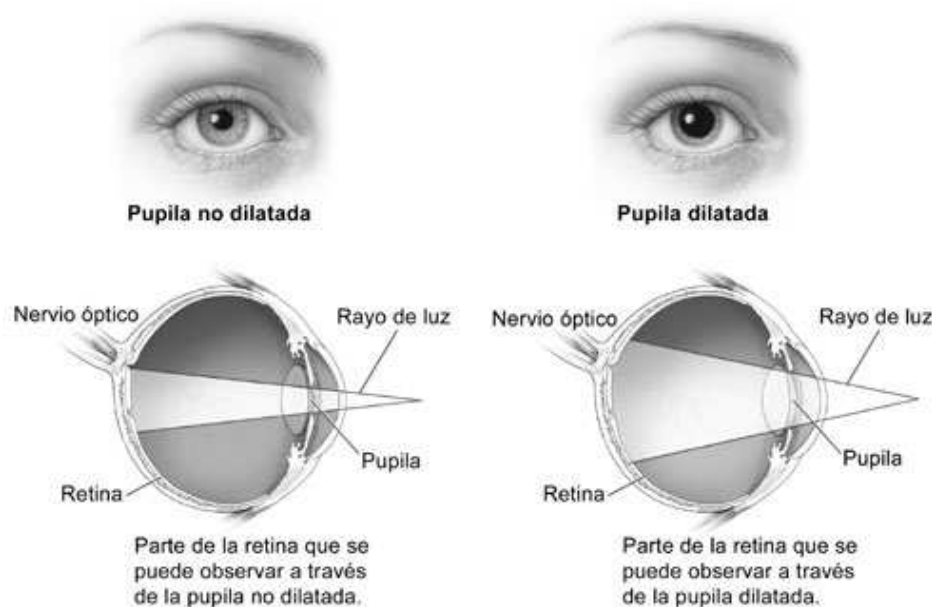 Pupila no dilatada
Pupila dilatada
Nervio óptico
Rayo de luz
Pupila
Retina
Parte de la retina que se
puede observar a través
de la pupila no dilatada.
Nervio óptico
Rayo de luz
Pupila
Retina
Parte de la retina que se
puede observar a través
de la pupila dilatada.